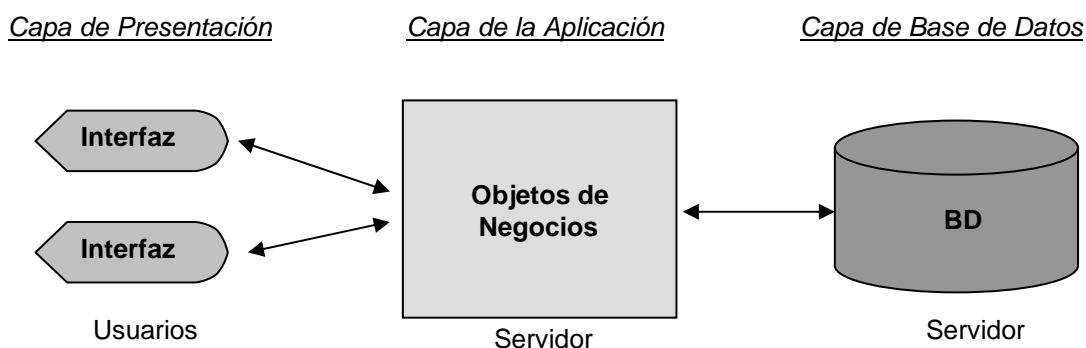 Capa de Presentación
Capa de la Aplicación
Capa de Base de Datos
Interfaz
Interfaz
Objetos de
Negocios
BD
Usuarios
Servidor
Servidor